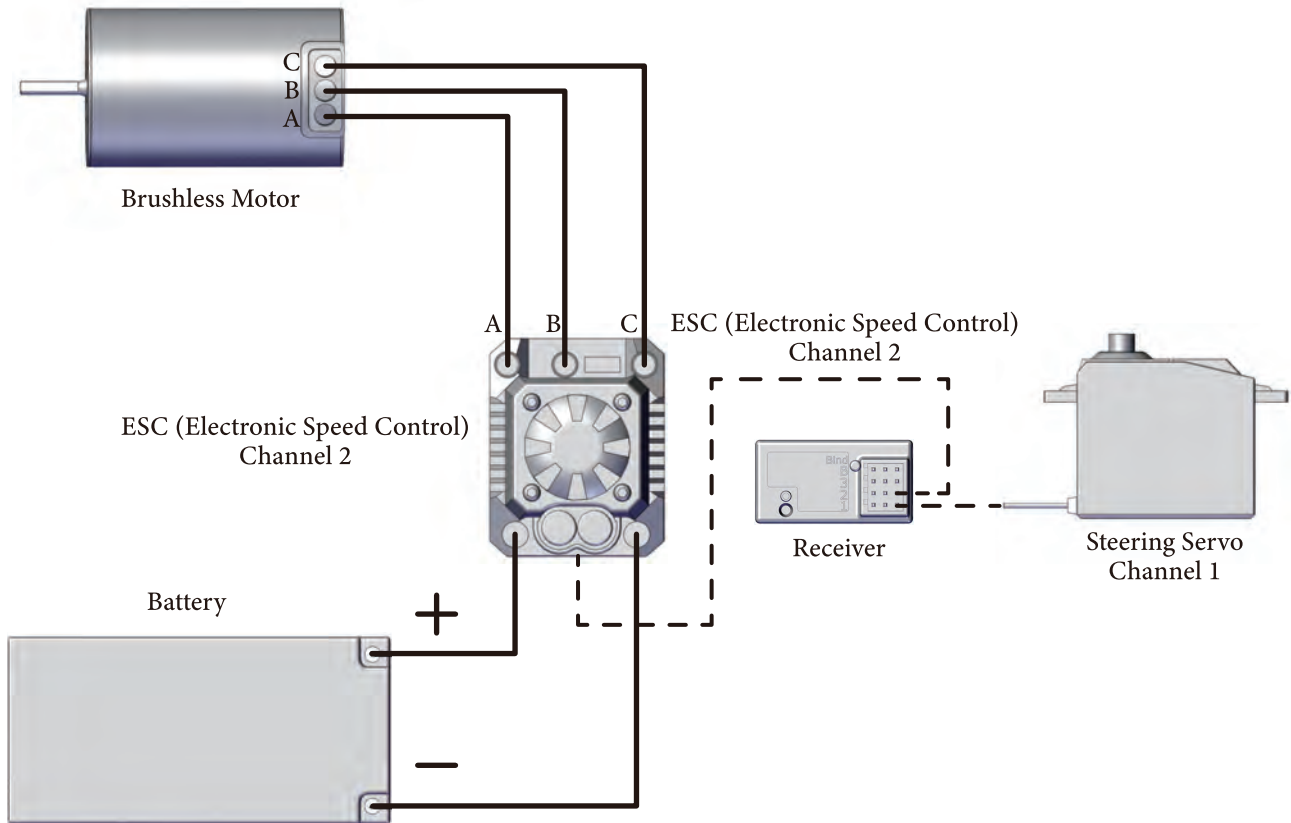 C
B
A
Brushless Motor
A
B
C
ESC (Electronic Speed Control)
Channel 2
ESC (Electronic Speed Control)
Channel 2
Bind
Receiver
Steering Servo
Channel 1
Battery
+
−